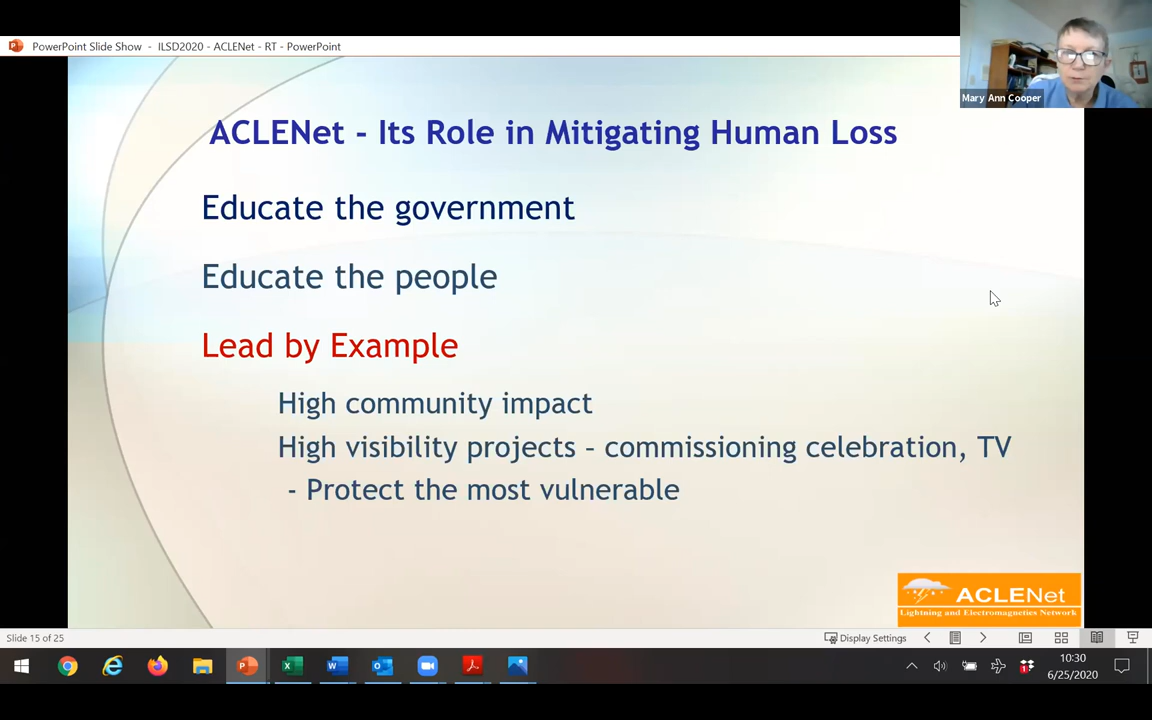 PowerPoint Slide Show - ILSD2020 - ACLENet - RT - PowerPoint
Mary Ann Cooper
ACLENet - Its Role in Mitigating Human Loss
Educate the government
Educate the people
Lead by Example
High community impact
High visibility projects – commissioning celebration, TV
- Protect the most vulnerable
ACLENet
Lightning and Electromagnetics Network
Slide 15 of 25
Display Settings
10:30
6/25/2020